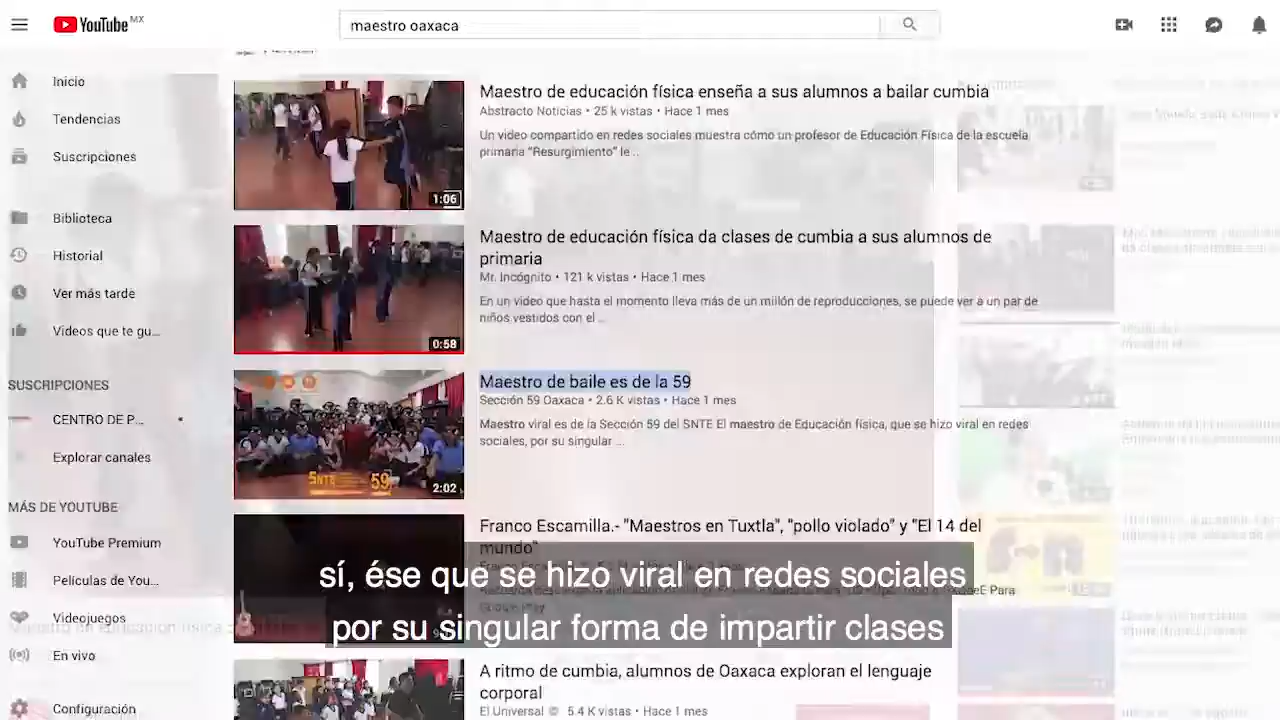 YouTube MX
maestro oaxaca
Inicio
Tendencias
Suscripciones
Biblioteca
Historial
Ver más tarde
Videos que te gu...
SUSCRIPCIONES
CENTRO DE P...
Explorar canales
MÁS DE YOUTUBE
YouTube Premium
Películas de You...
Videojuegos
En vivo
Configuración
Maestro de educación física enseña a sus alumnos a bailar cumbia
Abstracto Noticias • 25 k vistas • Hace 1 mes
Un video compartido en redes sociales muestra cómo un profesor de Educación Física de la escuela
primaria "Resurgimiento" le...
1:06
Maestro de educación física da clases de cumbia a sus alumnos de
primaria
Mr. Incógnito • 121 k vistas • Hace 1 mes
En un video que hasta el momento lleva más de un millón de reproducciones, se puede ver a un par de
niños vestidos con el ...
0:58
Maestro de baile es de la 59
Sección 59 Oaxaca • 2.6 K vistas • Hace 1 mes
Maestro viral es de la Sección 59 del SNTE El maestro de Educación física, que se hizo viral en redes
sociales, por su singular ...
SNTE 59
2:02
Franco Escamilla.- "Maestros en Tuxtla", "pollo violado" y "El 14 del
mundo"
sí, ése que se hizo viral en redes sociales
por su singular forma de impartir clases
A ritmo de cumbia, alumnos de Oaxaca exploran el lenguaje
corporal
El Universal • 5.4 K vistas • Hace 1 mes